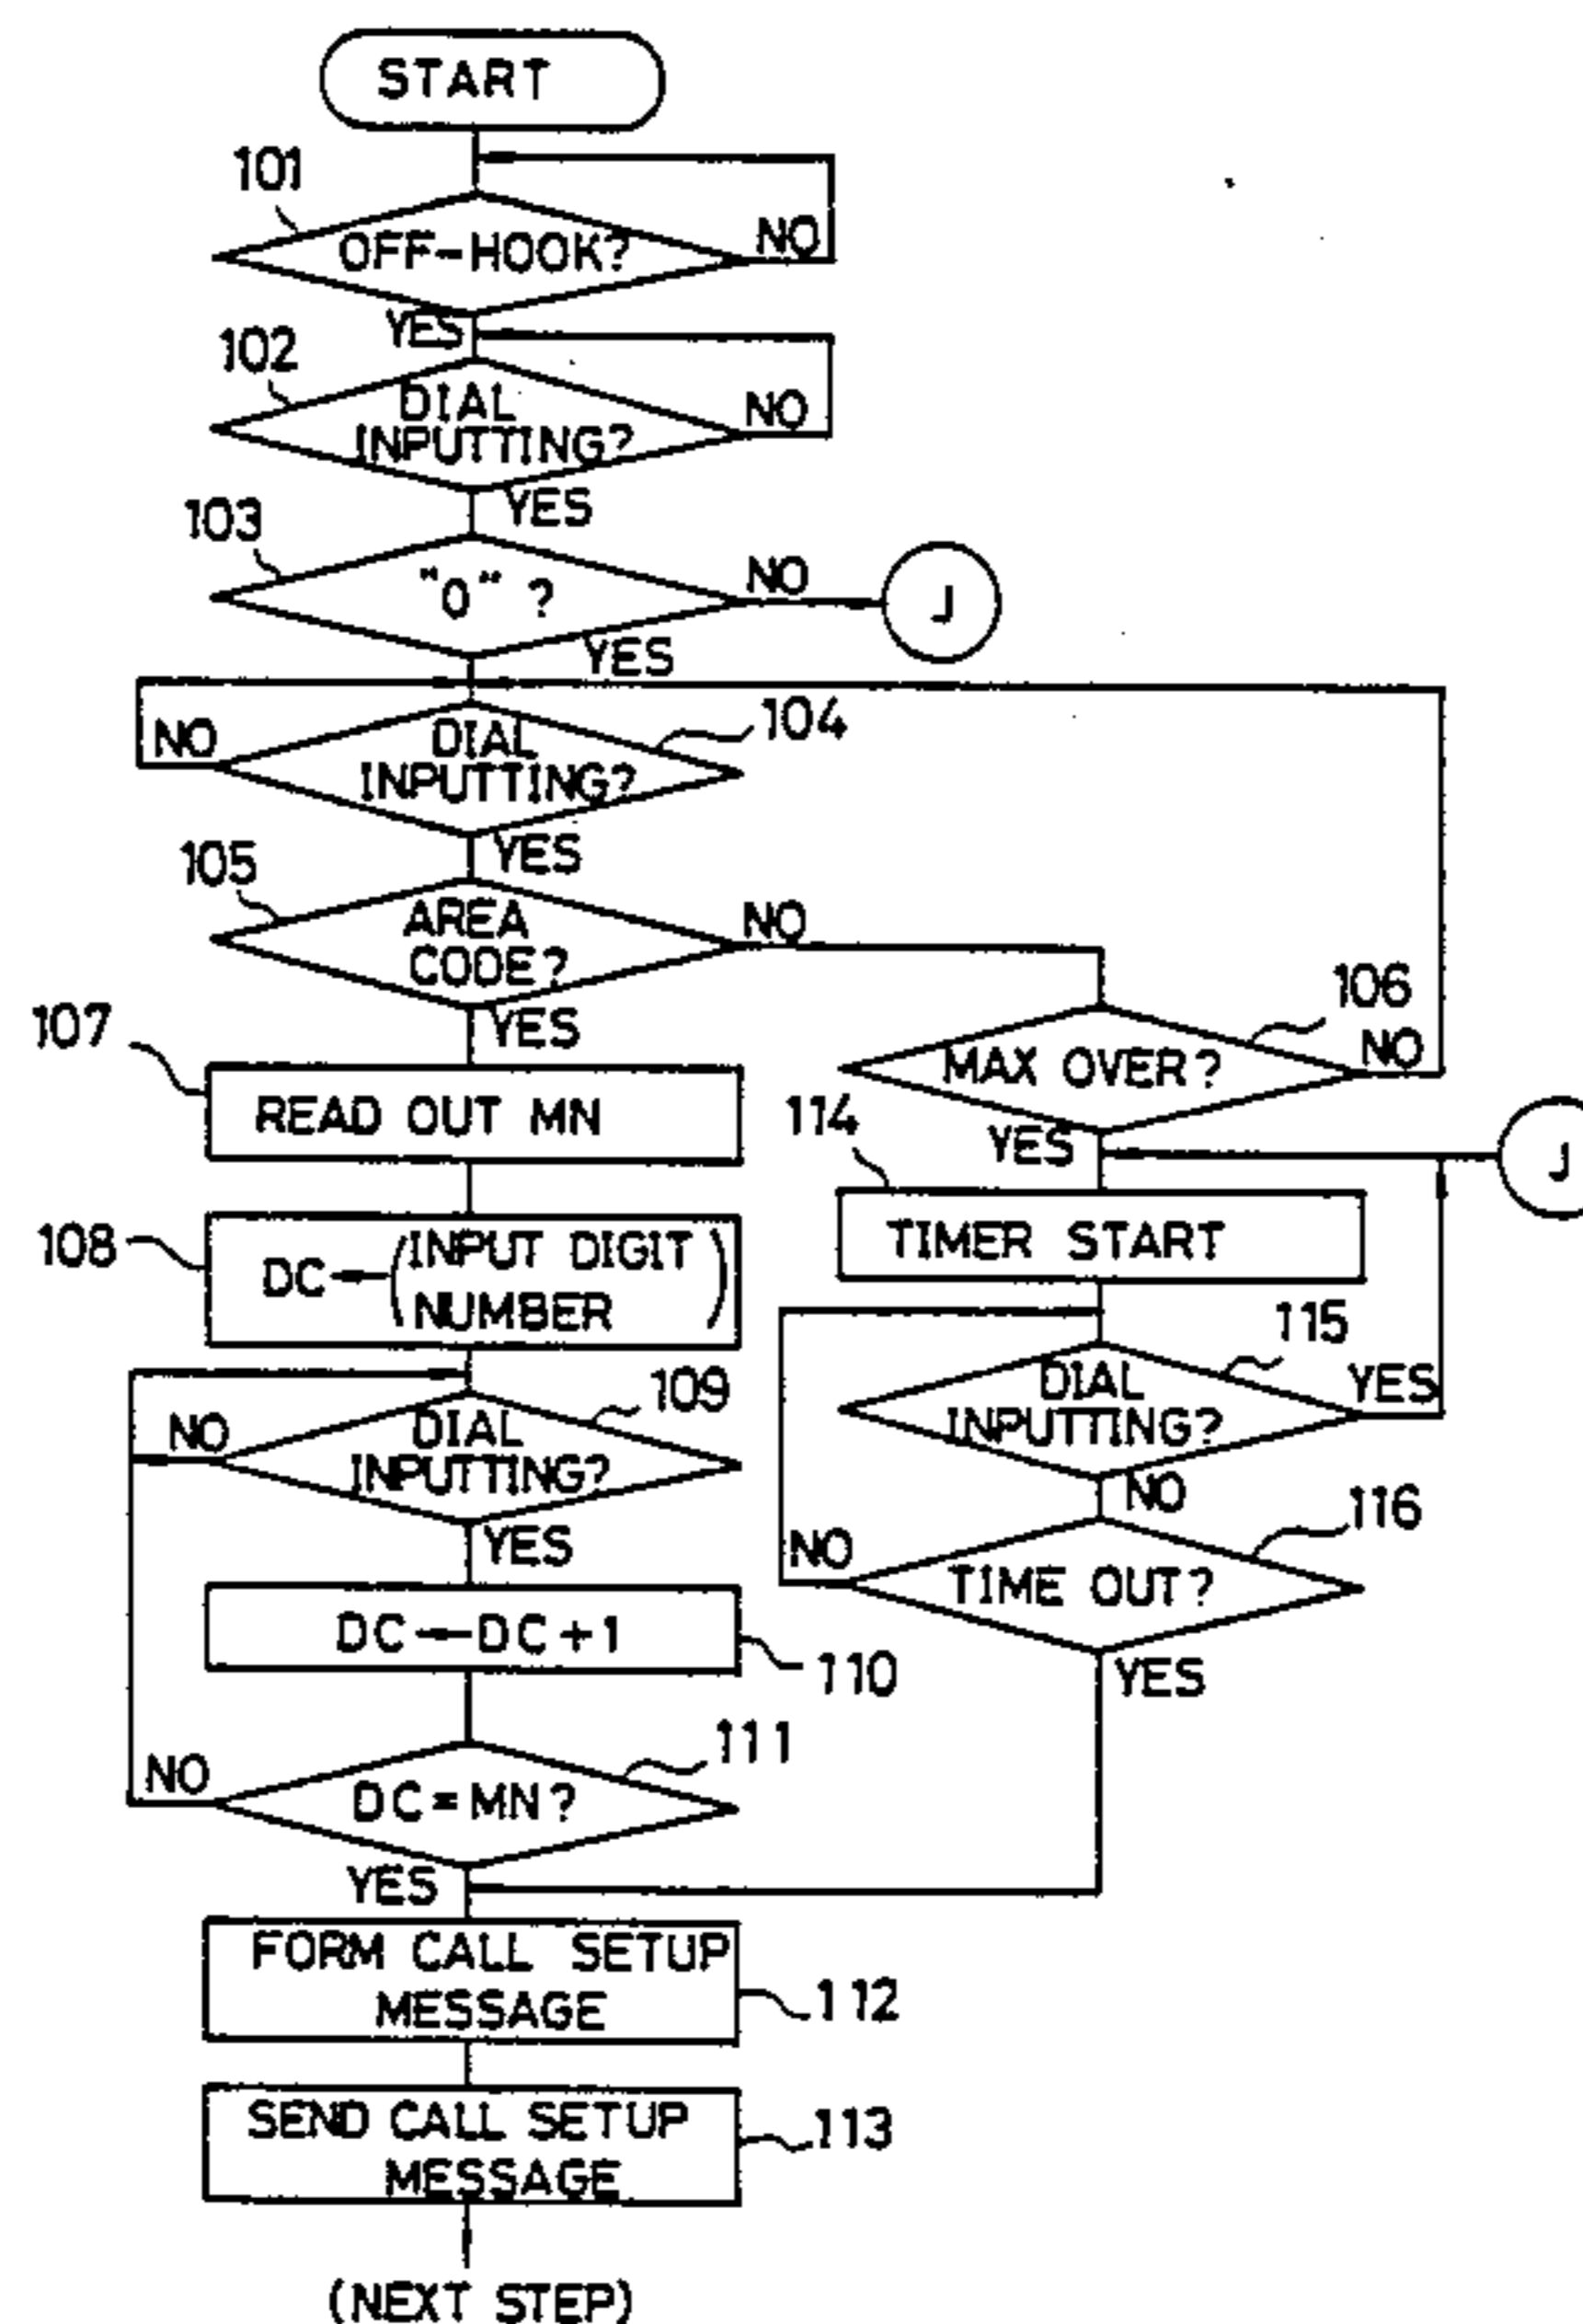 START
101
OFF-HOOK?
NO
YES
102
DIAL
INPUTTING?
NO
YES
103
"0" ?
NO
J
YES
104
NO
DIAL
INPUTTING?
YES
105
AREA
CODE?
NO
YES
106
MAX OVER?
NO
YES
107
READ OUT MN
J
114
TIMER START
108
DC←(INPUT DIGIT
NUMBER)
115
DIAL
INPUTTING?
YES
NO
109
NO
DIAL
INPUTTING?
YES
116
NO
TIME OUT?
YES
DC←DC+1
110
111
NO
DC=MN?
YES
FORM CALL SETUP
MESSAGE
112
SEND CALL SETUP
MESSAGE
113
(NEXT STEP)